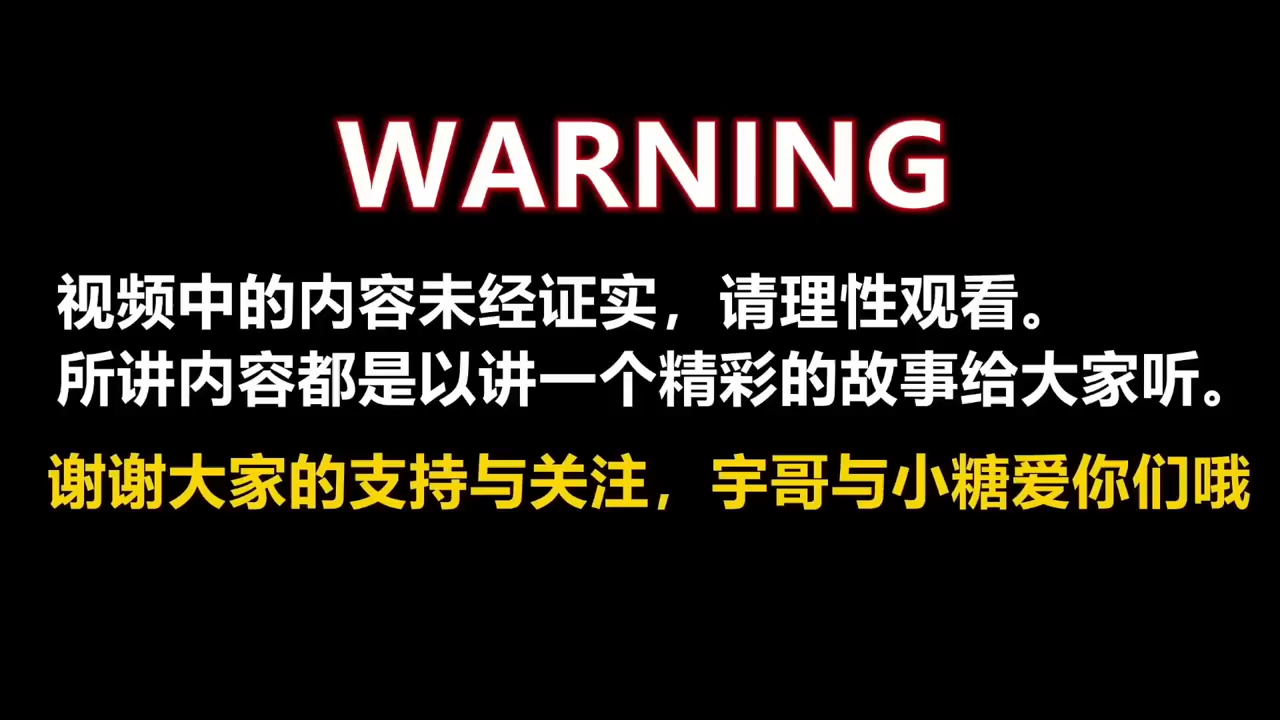 WARNING
视频中的内容未经证实，请理性观看。
所讲内容都是以讲一个精彩的故事给大家听。
谢谢大家的支持与关注，宇哥与小糖爱你们哦